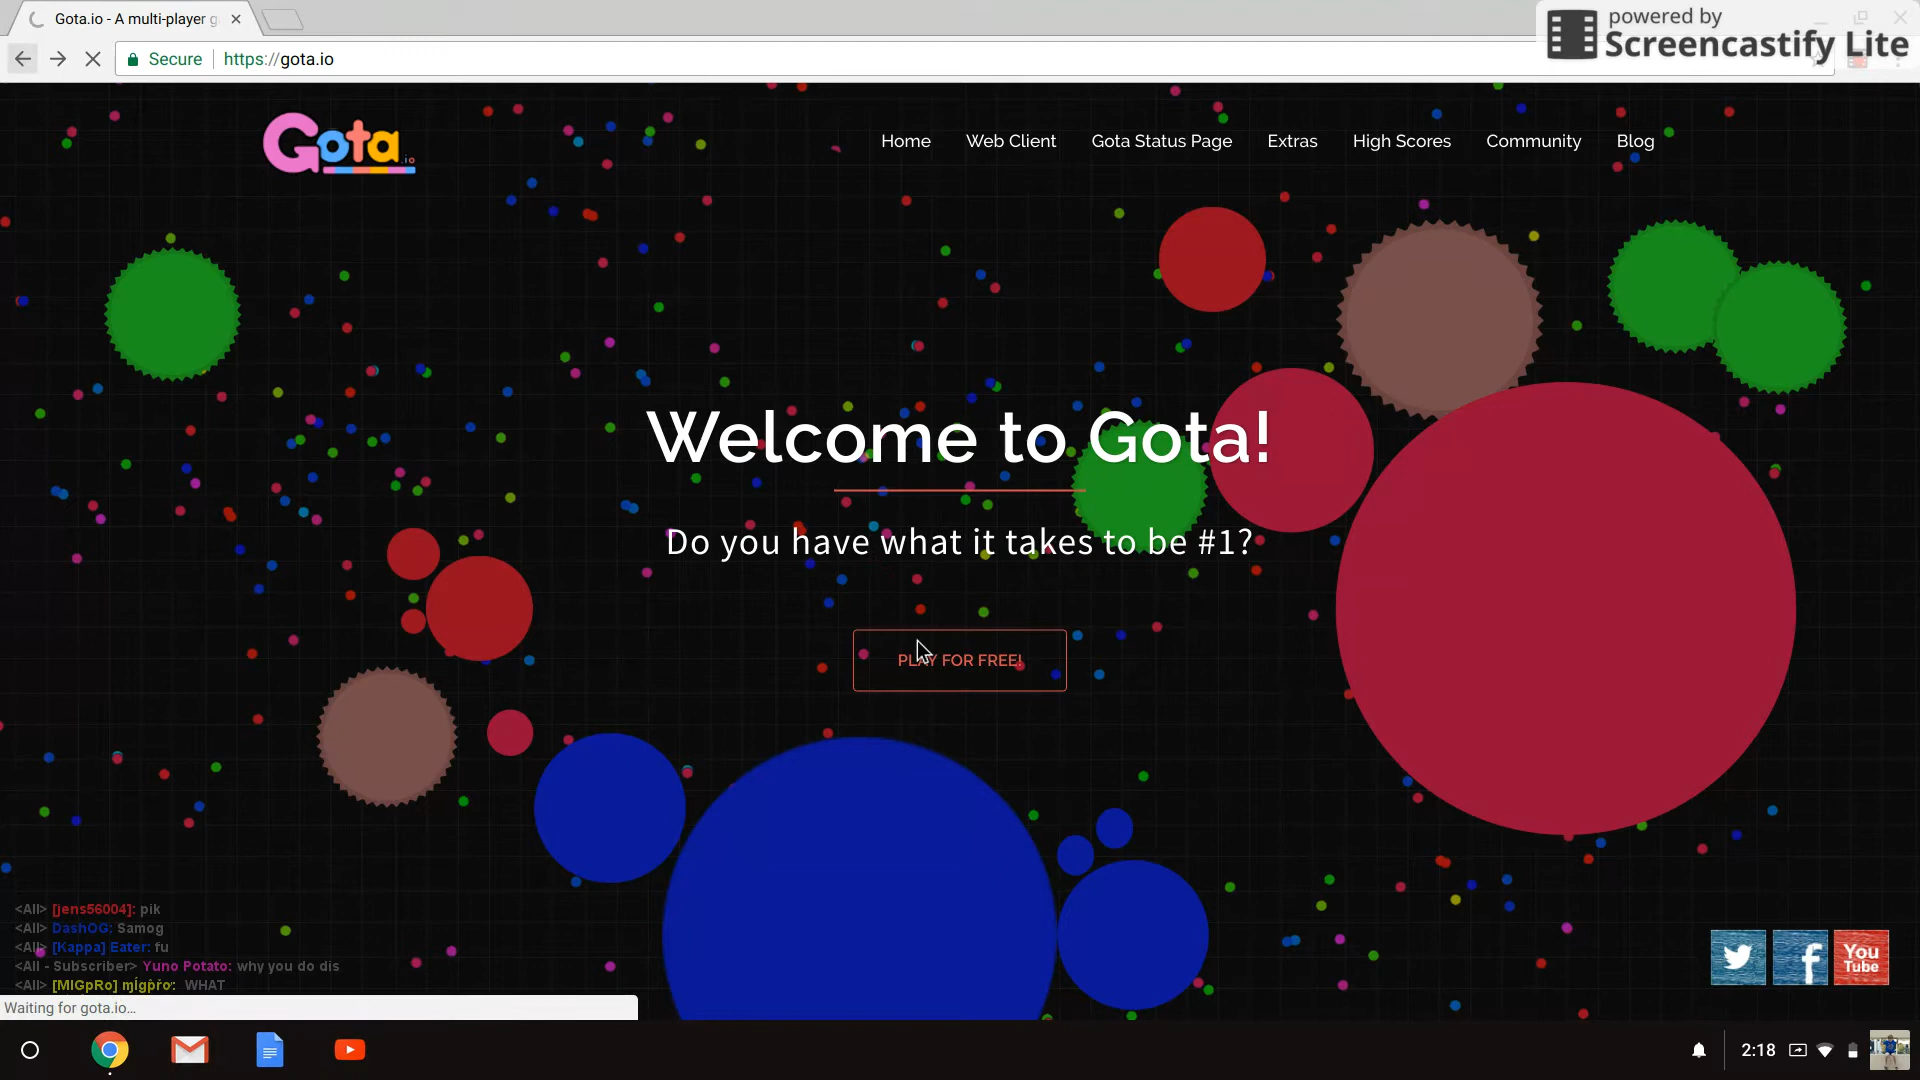 Gota.io - A multi-player g
powered by
Screencastify Lite
Secure
https://gota.io
Gota.io
Home
Web Client
Gota Status Page
Extras
High Scores
Community
Blog
Welcome to Gota!
Do you have what it takes to be #1?
PLAY FOR FREE!
<All> [jens56004]: pik
<All> DashOG: Samog
<All> [Kappa] Eater: fu
<All - Subscriber> Yuno Potato: why you do dis
<All> [MIGpRo] WHAT
You
Tube
Waiting for gota.io...
2:18